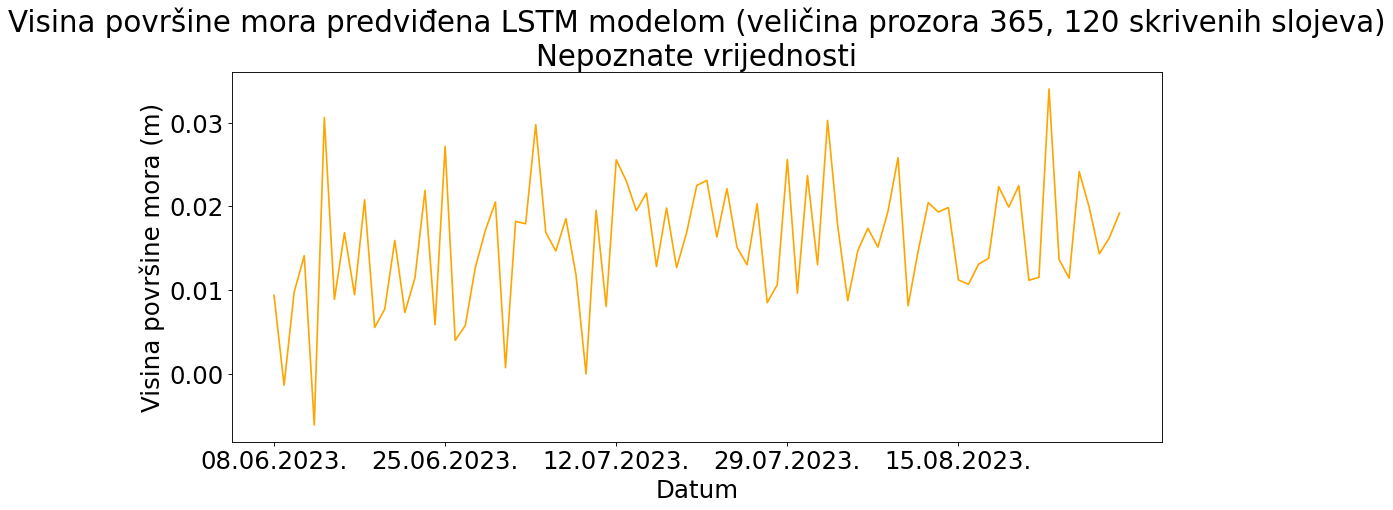 Visina površine mora predviđena LSTM modelom (veličina prozora 365, 120 skrivenih slojeva)
Nepoznate vrijednosti
Visina površine mora (m)
0.03
0.02
0.01
0.00
08.06.2023. 25.06.2023. 12.07.2023. 29.07.2023. 15.08.2023.
Datum